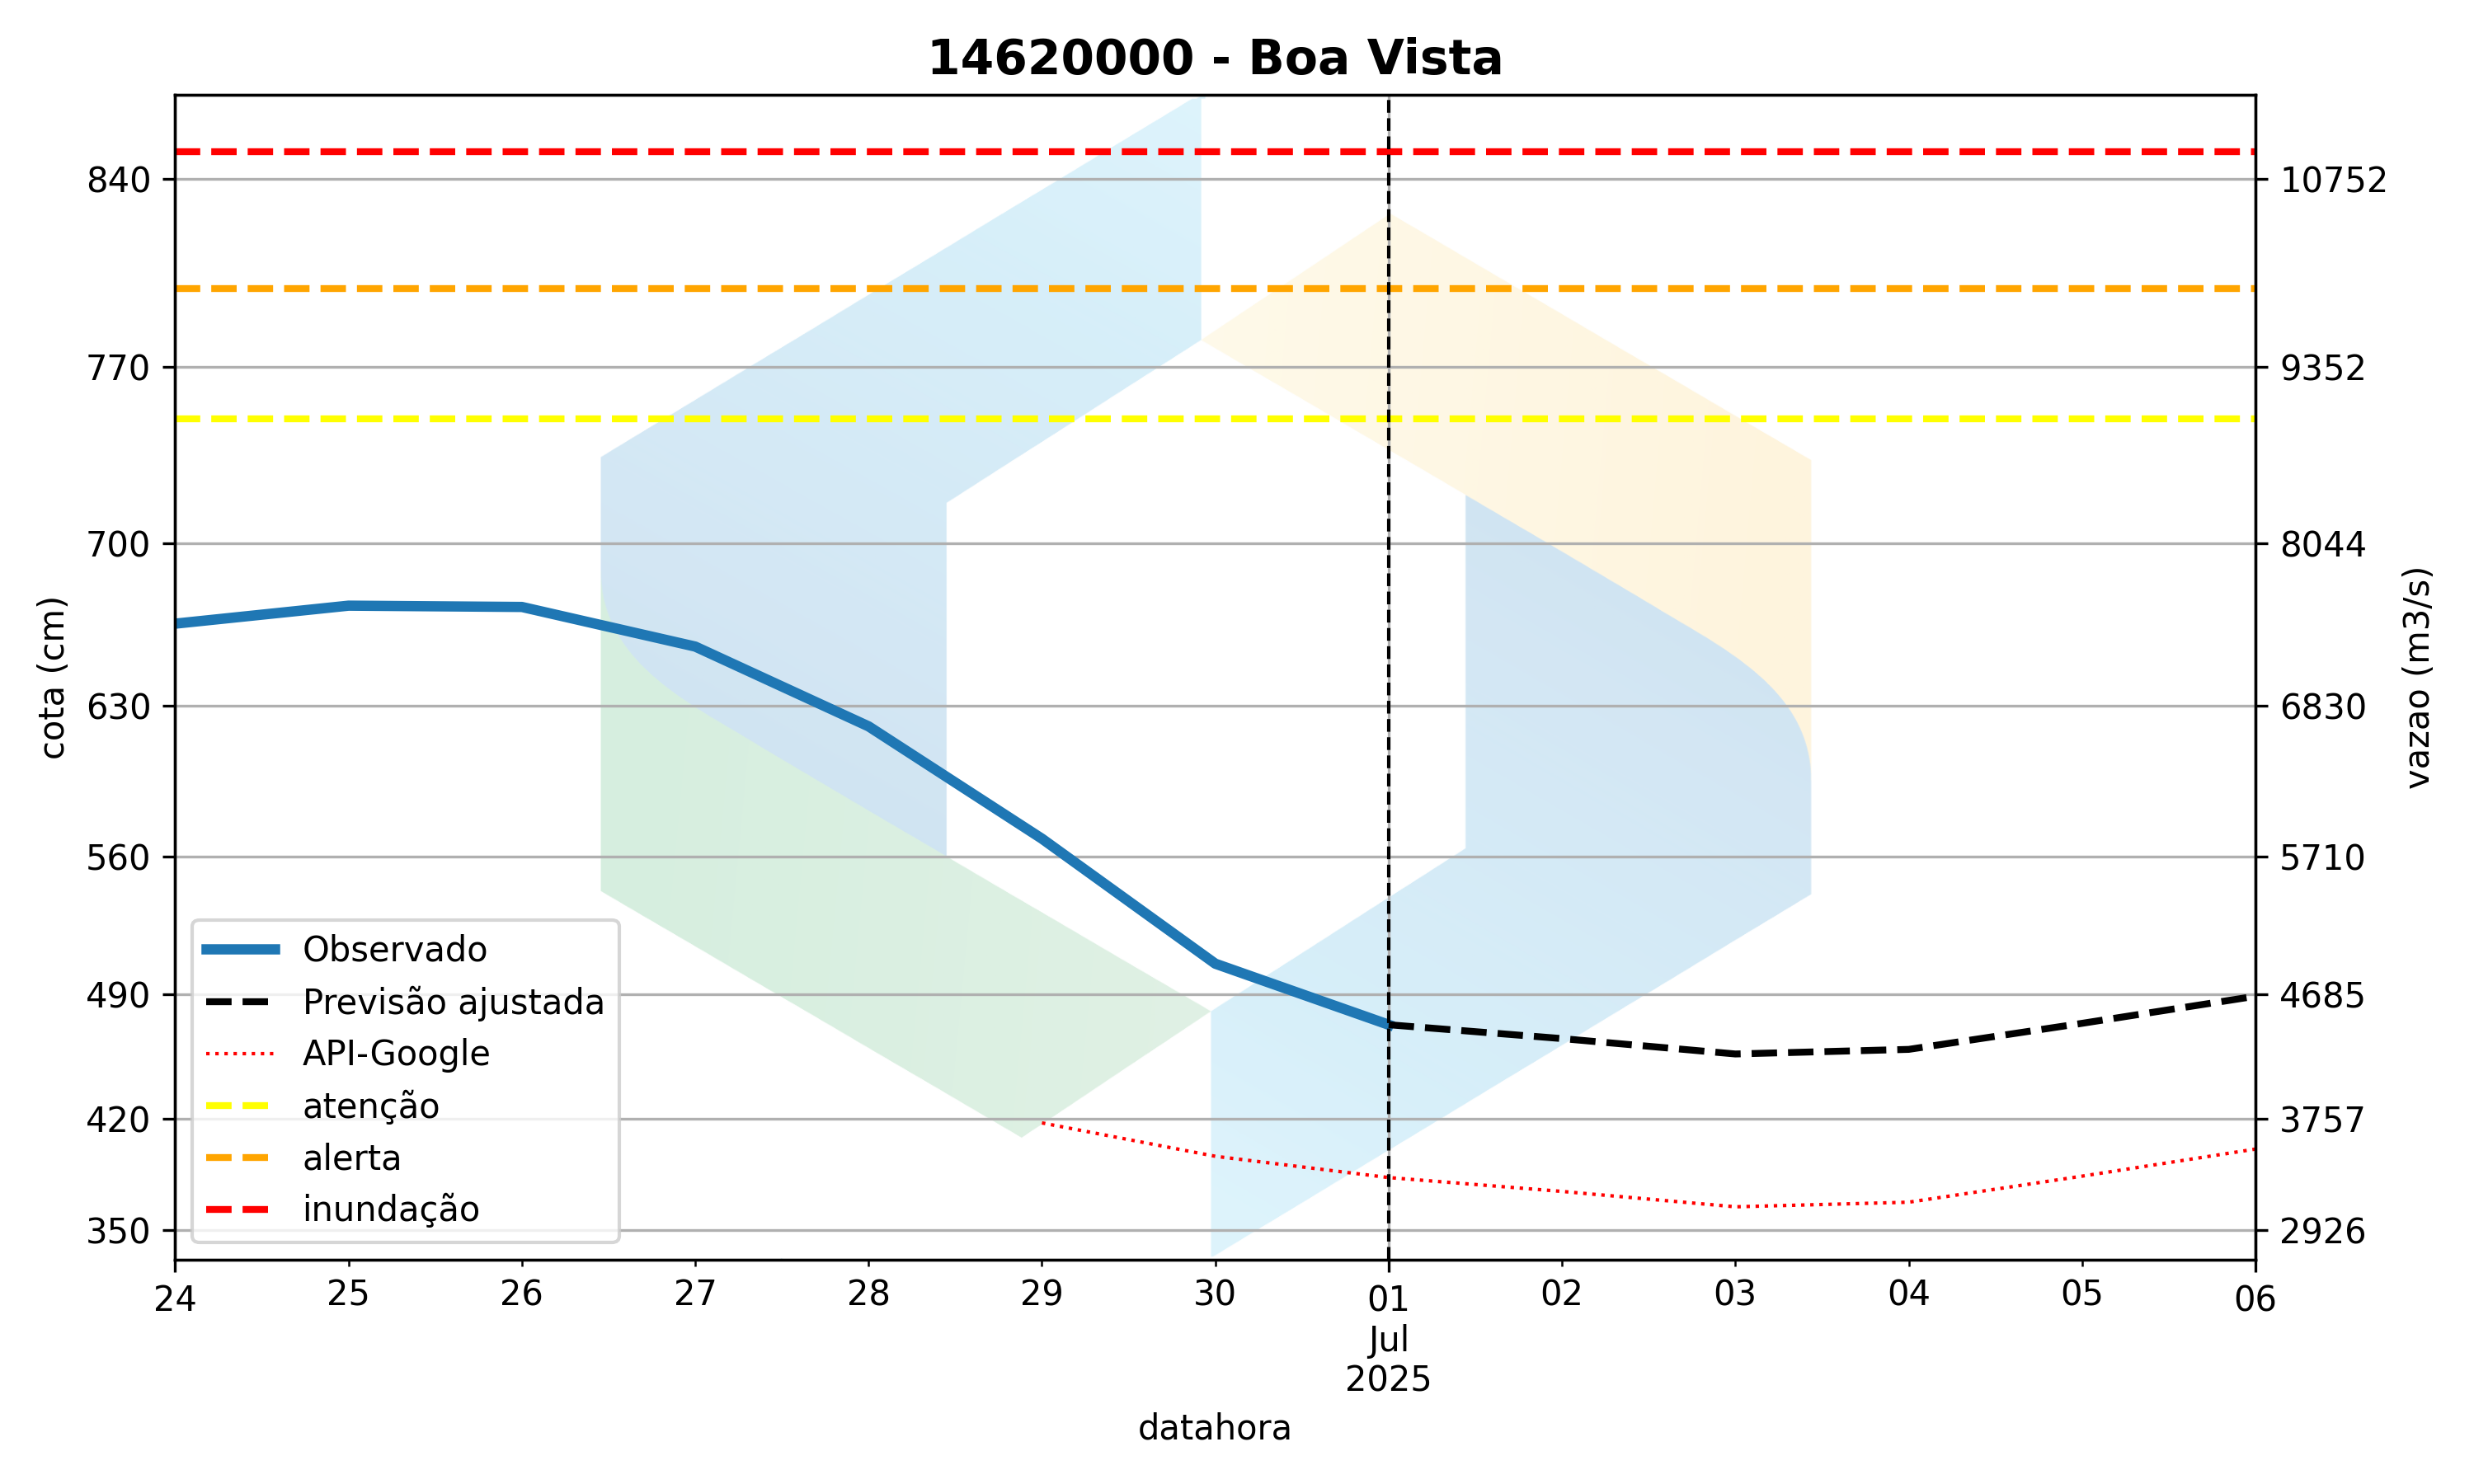 14620000 - Boa Vista
840
770
700
630
560
490
420
350
cota (cm)
10752
9352
8044
6830
5710
4685
3757
2926
vazao (m3/s)
Observado
Previsão ajustada
API-Google
atenção
alerta
inundação
24 25 26 27 28 29 30 01 02 03 04 05 06
Jul
2025
datahora